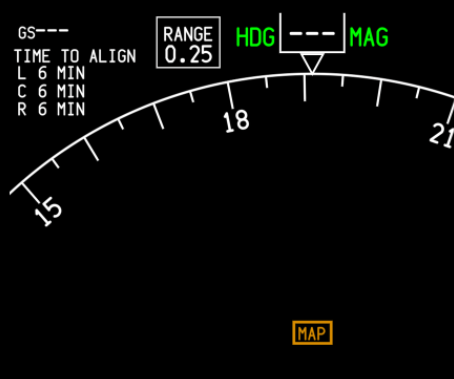 GS---
RANGE
0.25
HDG --- MAG
TIME TO ALIGN
L 6 MIN
C 6 MIN
R 6 MIN
15
18
21
MAP